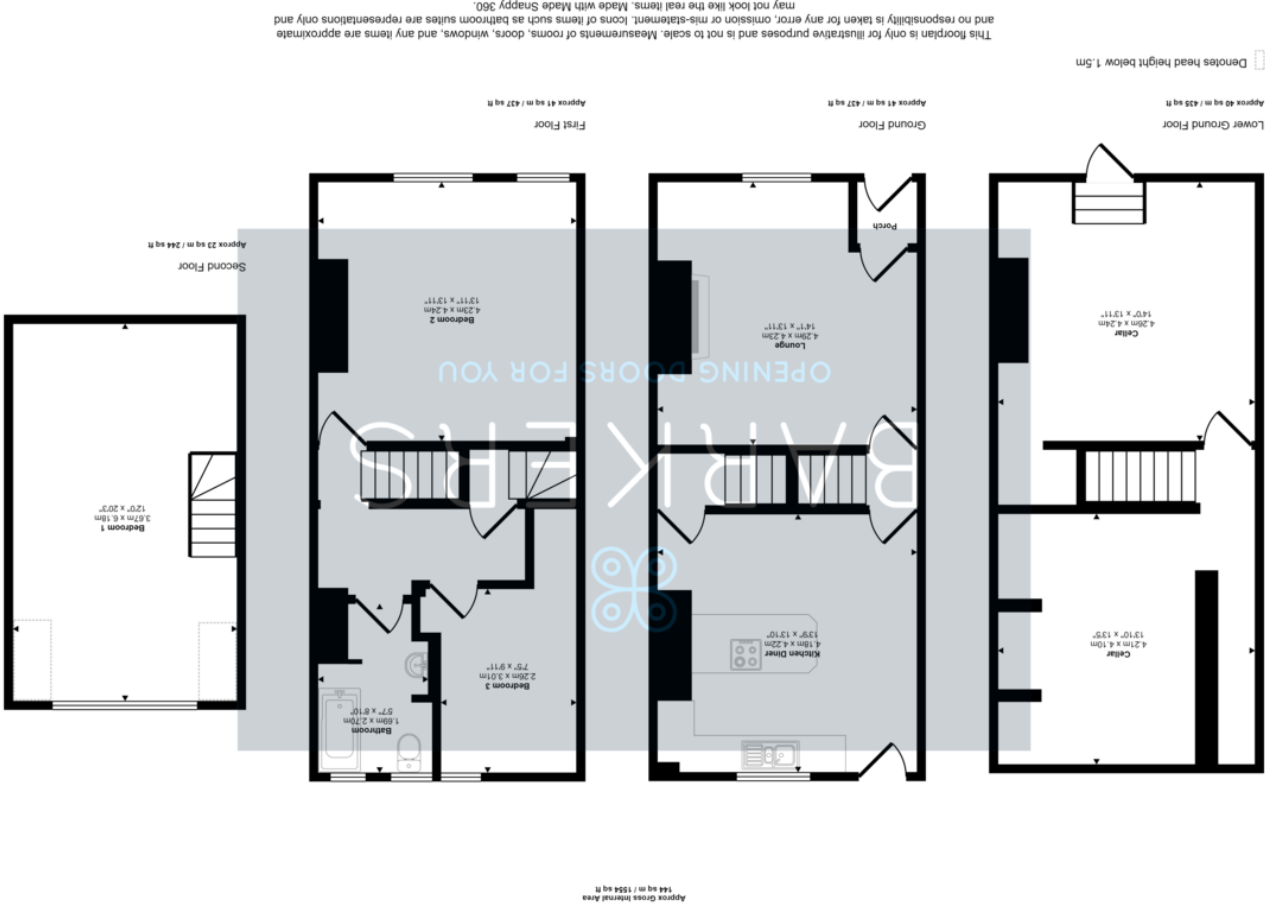 Approx Gross Internal Area
144 sq m / 1554 sq ft
Cellar
4.21m x 4.10m
13'10" x 13'5"
Cellar
4.26m x 4.24m
14'0" x 13'11"
Lower Ground Floor
Approx 40 sq m / 435 sq ft
Kitchen Diner
4.18m x 4.22m
13'9" x 13'10"
Lounge
4.29m x 4.23m
14'1" x 13'11"
Porch
Ground Floor
Approx 41 sq m / 437 sq ft
Bathroom
1.69m x 2.70m
5'7" x 8'10"
Bedroom 3
2.26m x 3.01m
7'5" x 9'11"
Bedroom 2
4.23m x 4.24m
13'11" x 13'11"
First Floor
Approx 41 sq m / 437 sq ft
Bedroom 1
3.67m x 6.18m
12'0" x 20'3"
Second Floor
Approx 23 sq m / 244 sq ft
BARKERS
OPENING DOORS FOR YOU
Denotes head height below 1.5m
This floorplan is only for illustrative purposes and is not to scale. Measurements of rooms, doors, windows, and any items are approximate
and no responsibility is taken for any error, omission or mis-statement. Icons of items such as bathroom suites are representations only and
may not look like the real items. Made with Made Snappy 360.